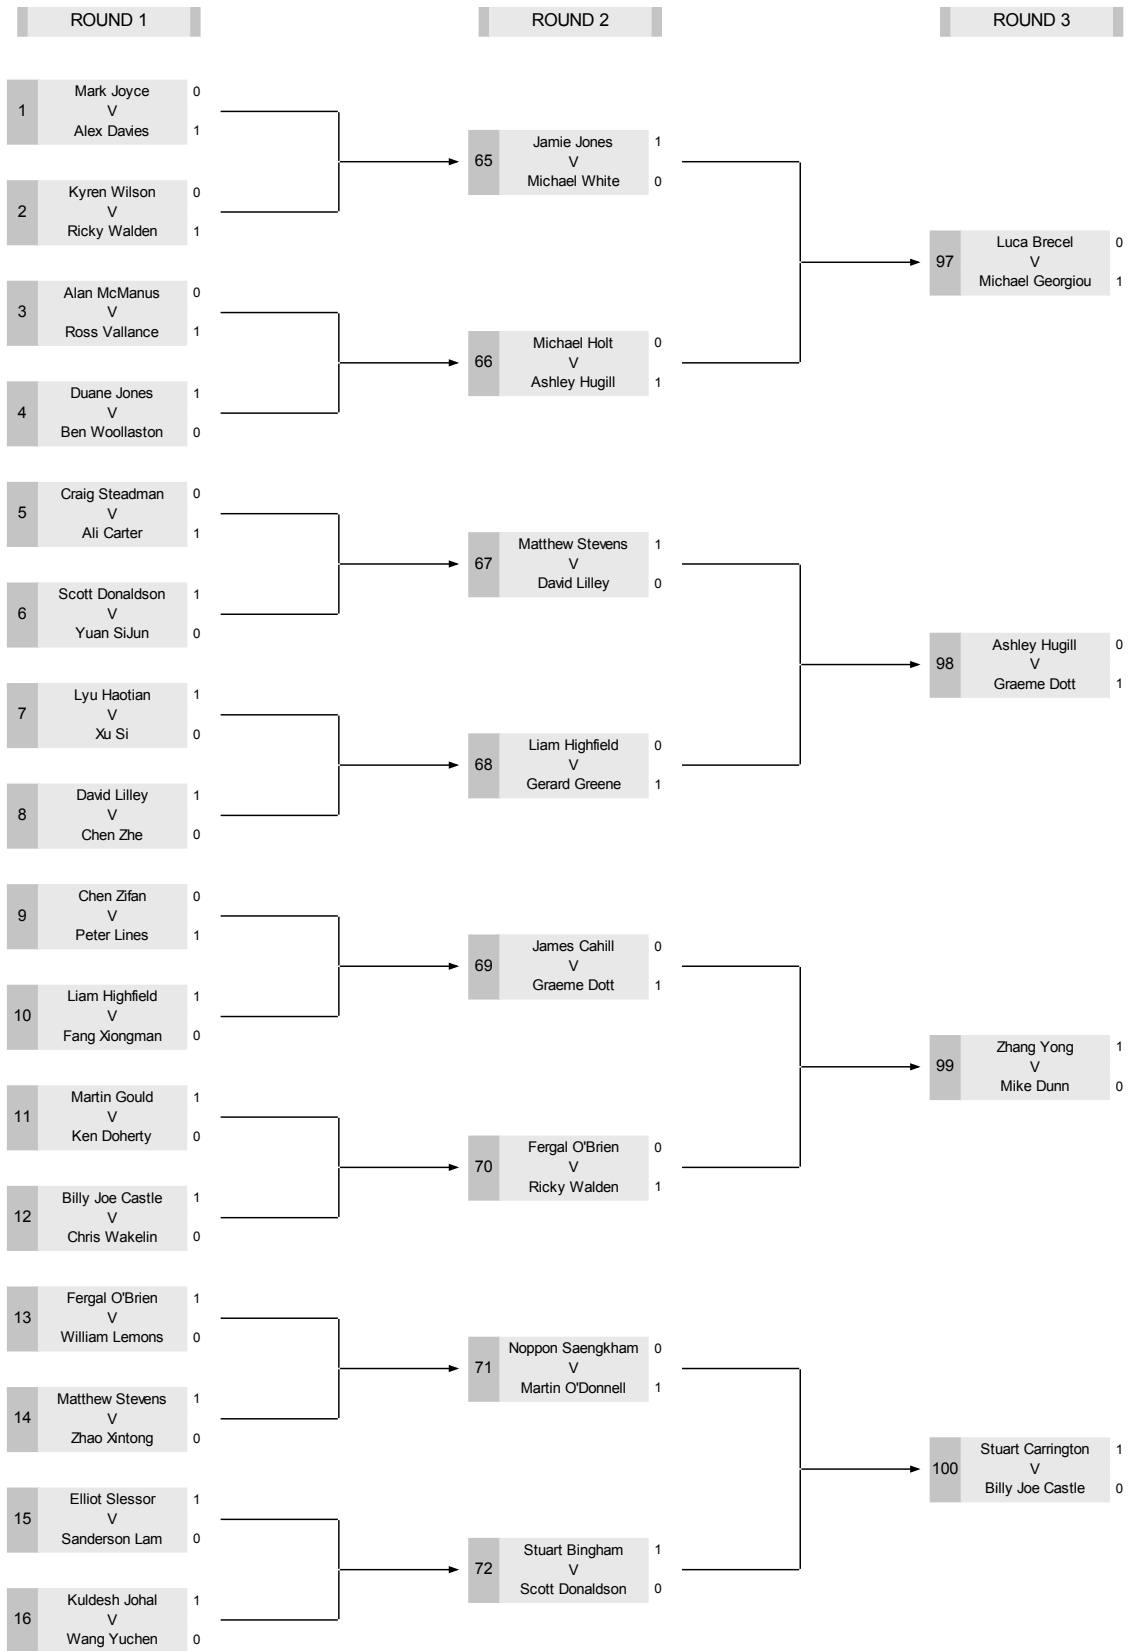 ROUND 1
ROUND 2
ROUND 3
1
Mark Joyce 0
V
Alex Davies 1
2
Kyren Wilson 0
V
Ricky Walden 1
3
Alan McManus 0
V
Ross Vallance 1
4
Duane Jones 1
V
Ben Woollaston 0
5
Craig Steadman 0
V
Ali Carter 1
6
Scott Donaldson 1
V
Yuan SiJun 0
7
Lyu Haotian 1
V
Xu Si 0
8
David Lilley 1
V
Chen Zhe 0
9
Chen Zifan 0
V
Peter Lines 1
10
Liam Highfield 1
V
Fang Xiongman 0
11
Martin Gould 1
V
Ken Doherty 0
12
Billy Joe Castle 1
V
Chris Wakelin 0
13
Fergal O'Brien 1
V
William Lemons 0
14
Matthew Stevens 1
V
Zhao Xintong 0
15
Elliot Slessor 1
V
Sanderson Lam 0
16
Kuldesh Johal 1
V
Wang Yuchen 0
65
Jamie Jones 1
V
Michael White 0
66
Michael Holt 0
V
Ashley Hugill 1
67
Matthew Stevens 1
V
David Lilley 0
68
Liam Highfield 0
V
Gerard Greene 1
69
James Cahill 0
V
Graeme Dott 1
70
Fergal O'Brien 0
V
Ricky Walden 1
71
Noppon Saengkham 0
V
Martin O'Donnell 1
72
Stuart Bingham 1
V
Scott Donaldson 0
97
Luca Brecel 0
V
Michael Georgiou 1
98
Ashley Hugill 0
V
Graeme Dott 1
99
Zhang Yong 1
V
Mike Dunn 0
100
Stuart Carrington 1
V
Billy Joe Castle 0